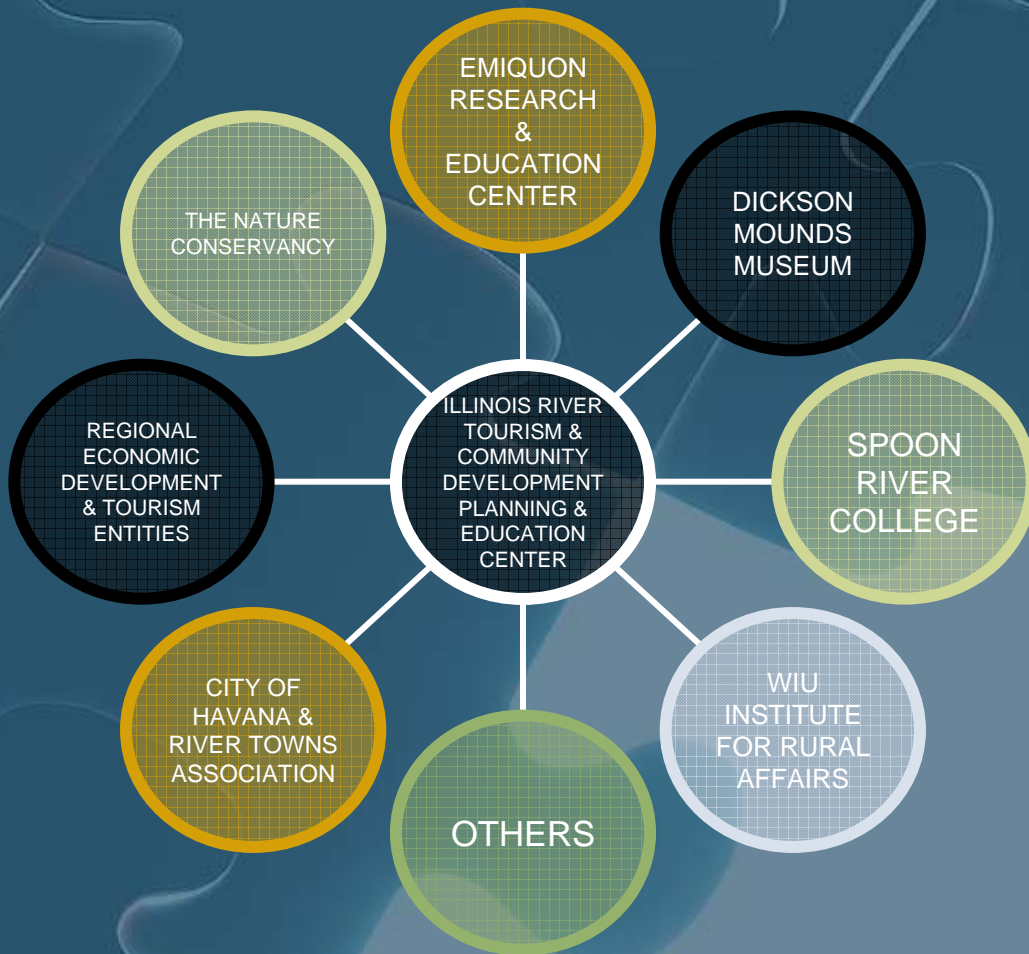 EMIQUON
RESEARCH
&
EDUCATION
CENTER
DICKSON
MOUNDS
MUSEUM
SPOON
RIVER
COLLEGE
WIU
INSTITUTE
FOR RURAL
AFFAIRS
OTHERS
CITY OF
HAVANA &
RIVER TOWNS
ASSOCIATION
REGIONAL
ECONOMIC
DEVELOPMENT
& TOURISM
ENTITIES
THE NATURE
CONSERVANCY
ILLINOIS RIVER
TOURISM &
COMMUNITY
DEVELOPMENT
PLANNING &
EDUCATION
CENTER